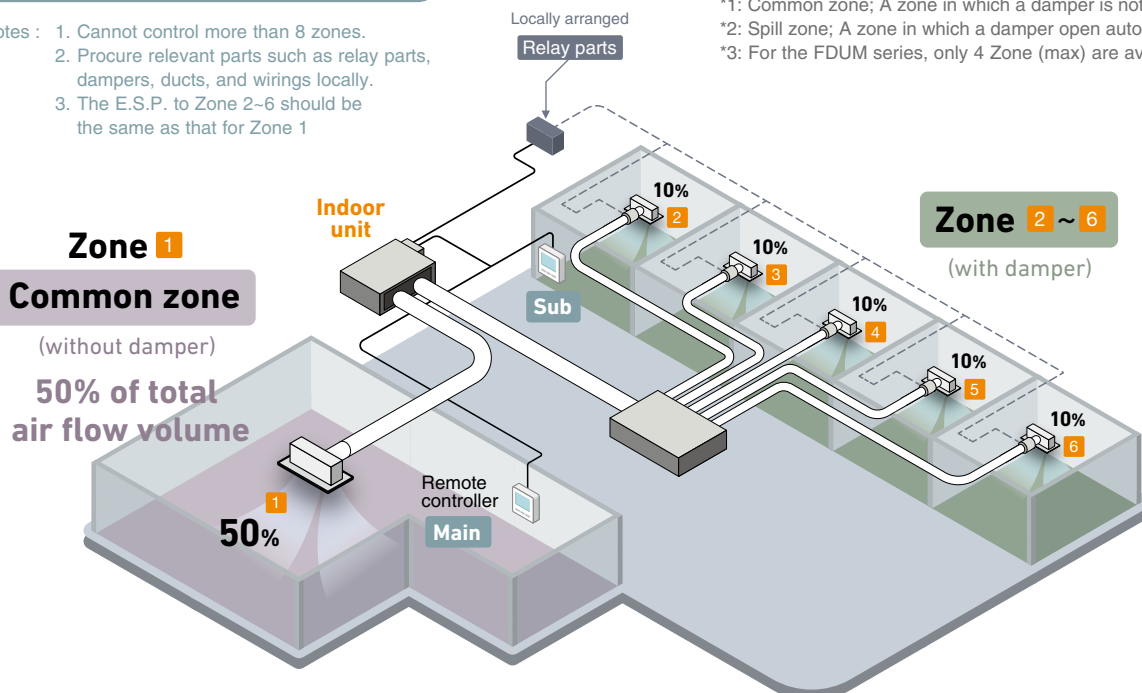 Notes : 1. Cannot control more than 8 zones.
2. Procure relevant parts such as relay parts,
dampers, ducts, and wirings locally.
3. The E.S.P. to Zone 2~6 should be
the same as that for Zone 1
Locally arranged
Relay parts
*1: Common zone; A zone in which a damper is not
*2: Spill zone; A zone in which a damper open
*3: For the FDUM series, only 4 Zone (max) are
Indoor
unit
Zone 1
Common zone
(without damper)
50% of total
air flow volume
Zone 2 ~ 6
(with damper)
10%
2
10%
3
10%
4
10%
5
10%
6
Sub
Remote
controller
Main
1
50%